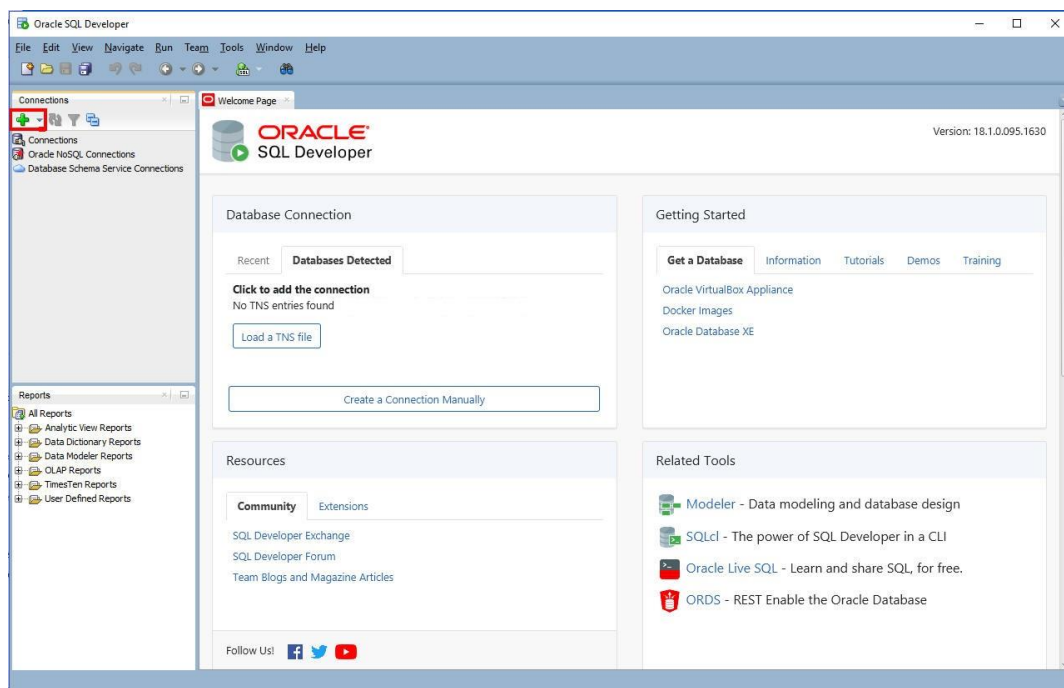 Oracle SQL Developer
File Edit View Navigate Run Team Tools Window Help
Connections
Connections
Oracle NoSQL Connections
Database Schema Service Connections
Reports
All Reports
Analytic View Reports
Data Dictionary Reports
Data Modeler Reports
OLAP Reports
TimesTen Reports
User Defined Reports
Welcome Page
ORACLE
SQL Developer
Version: 18.1.0.095.1630
Database Connection
Recent Databases Detected
Click to add the connection
No TNS entries found
Load a TNS file
Create a Connection Manually
Getting Started
Get a Database Information Tutorials Demos Training
Oracle VirtualBox Appliance
Docker Images
Oracle Database XE
Resources
Community Extensions
SQL Developer Exchange
SQL Developer Forum
Team Blogs and Magazine Articles
Follow Us!
Related Tools
Modeler - Data modeling and database design
SQLcl - The power of SQL Developer in a CLI
Oracle Live SQL - Learn and share SQL, for free.
ORDS - REST Enable the Oracle Database